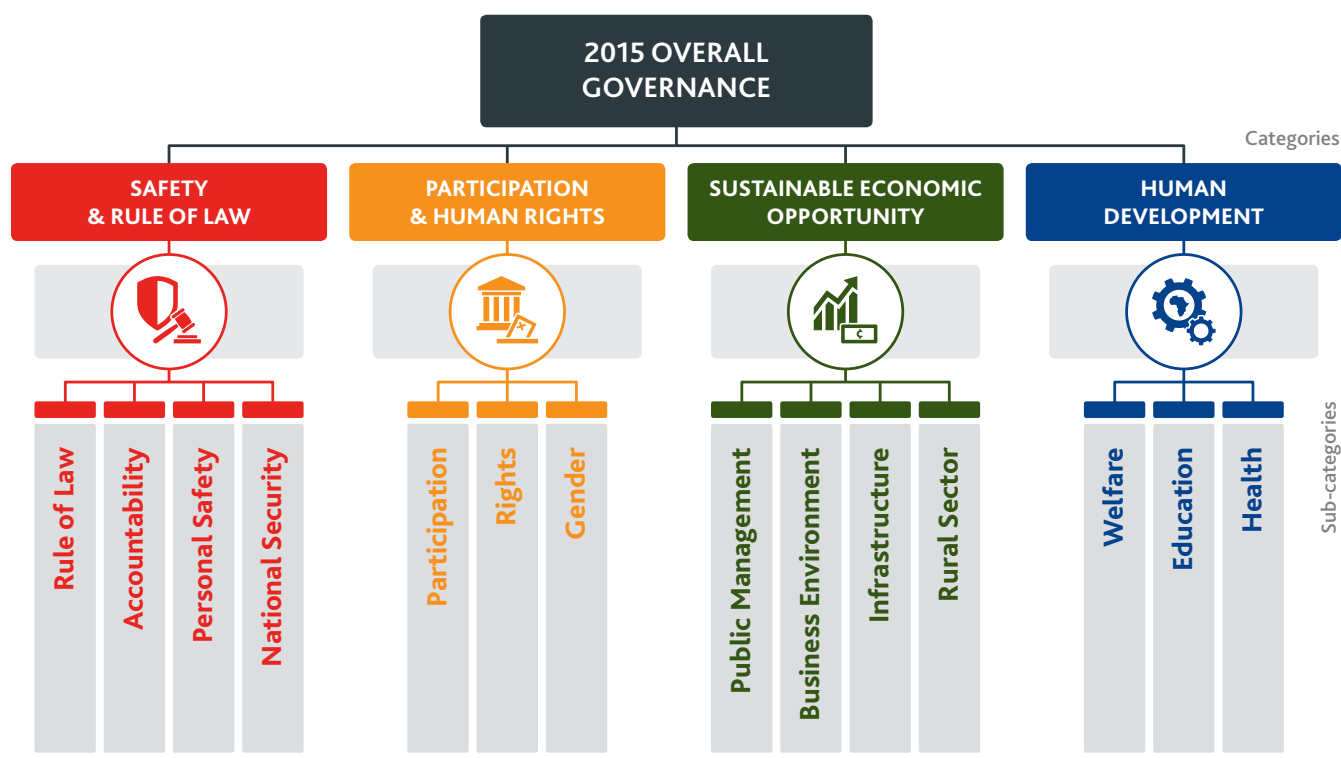 2015 OVERALL
GOVERNANCE
Categories
SAFETY
& RULE OF LAW
PARTICIPATION
& HUMAN RIGHTS
SUSTAINABLE ECONOMIC
OPPORTUNITY
HUMAN
DEVELOPMENT
¢
Rule of Law
Accountability
Personal Safety
National Security
Participation
Rights
Gender
Public Management
Business Environment
Infrastructure
Rural Sector
Welfare
Education
Health
Sub-categories